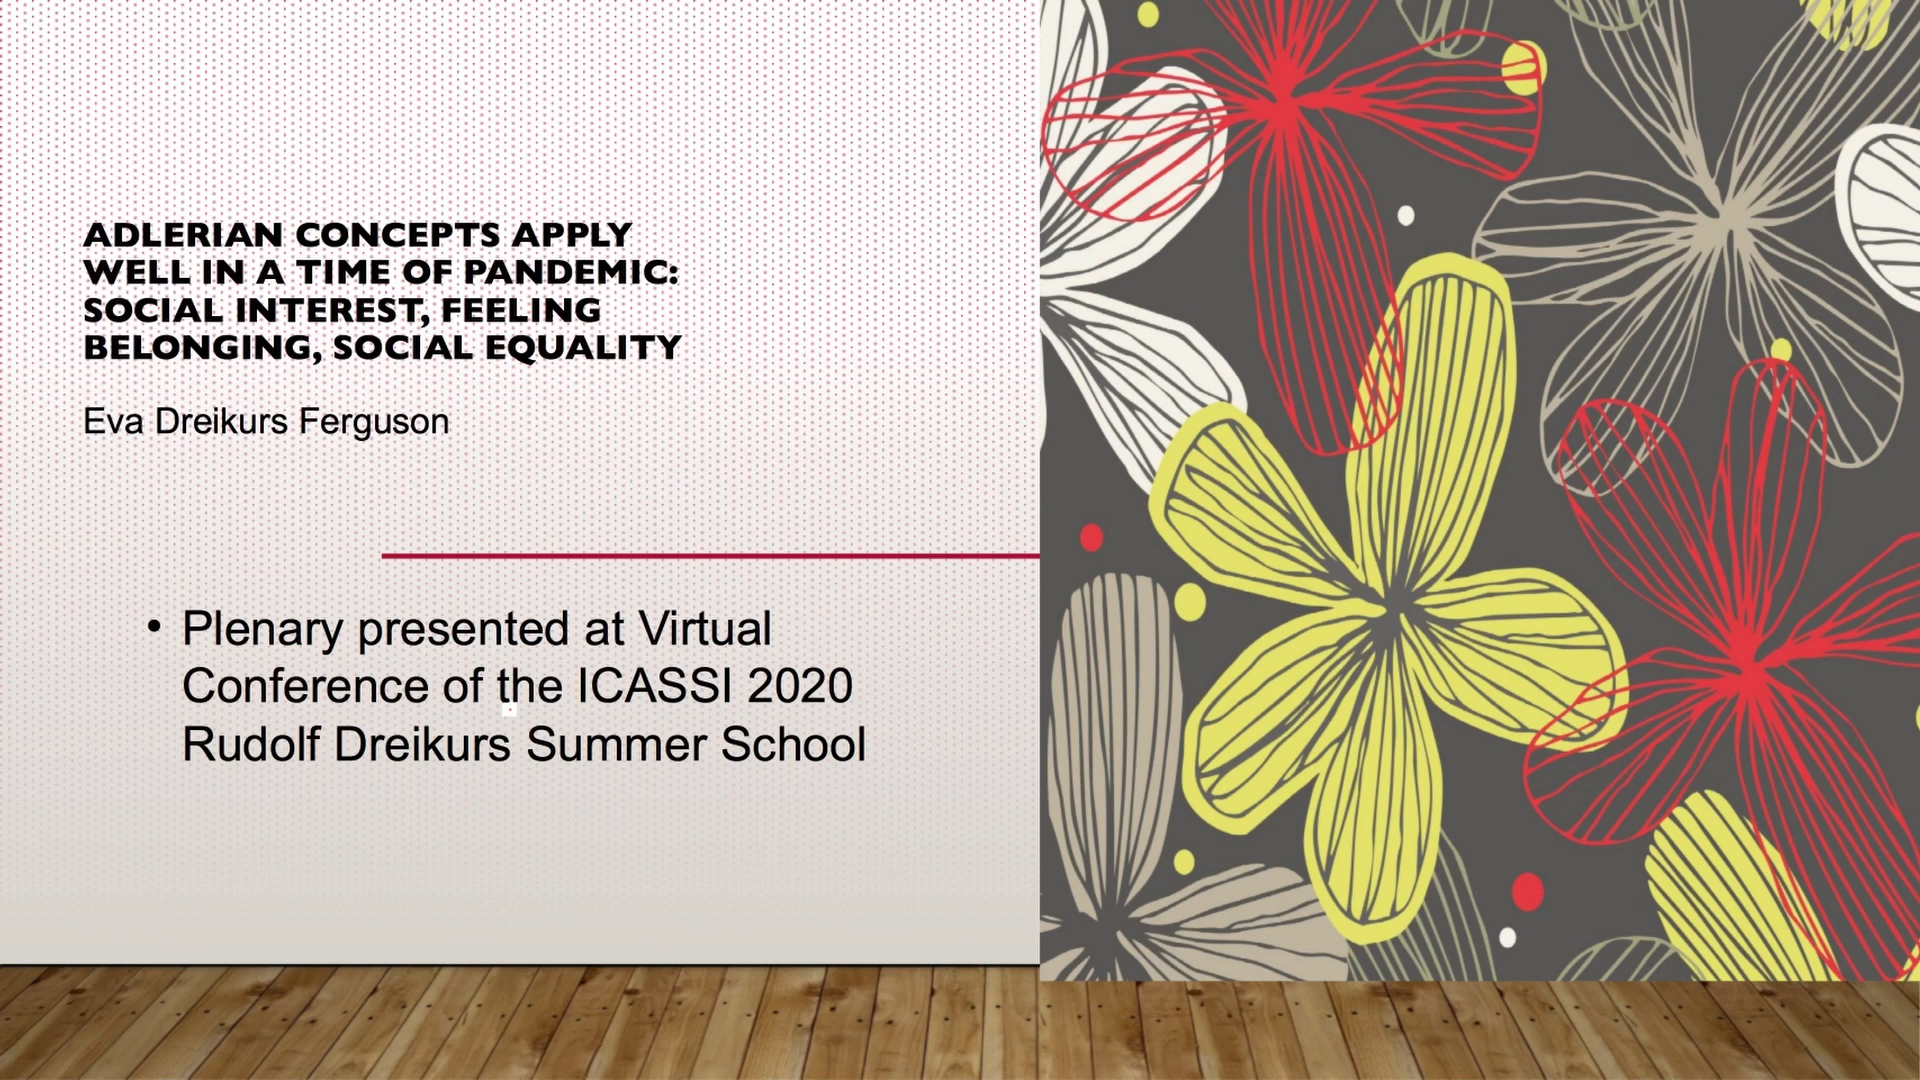 ADLERIAN CONCEPTS APPLY
WELL IN A TIME OF PANDEMIC:
SOCIAL INTEREST, FEELING
BELONGING, SOCIAL EQUALITY
Eva Dreikurs Ferguson
• Plenary presented at Virtual
Conference of the ICASSI 2020
Rudolf Dreikurs Summer School